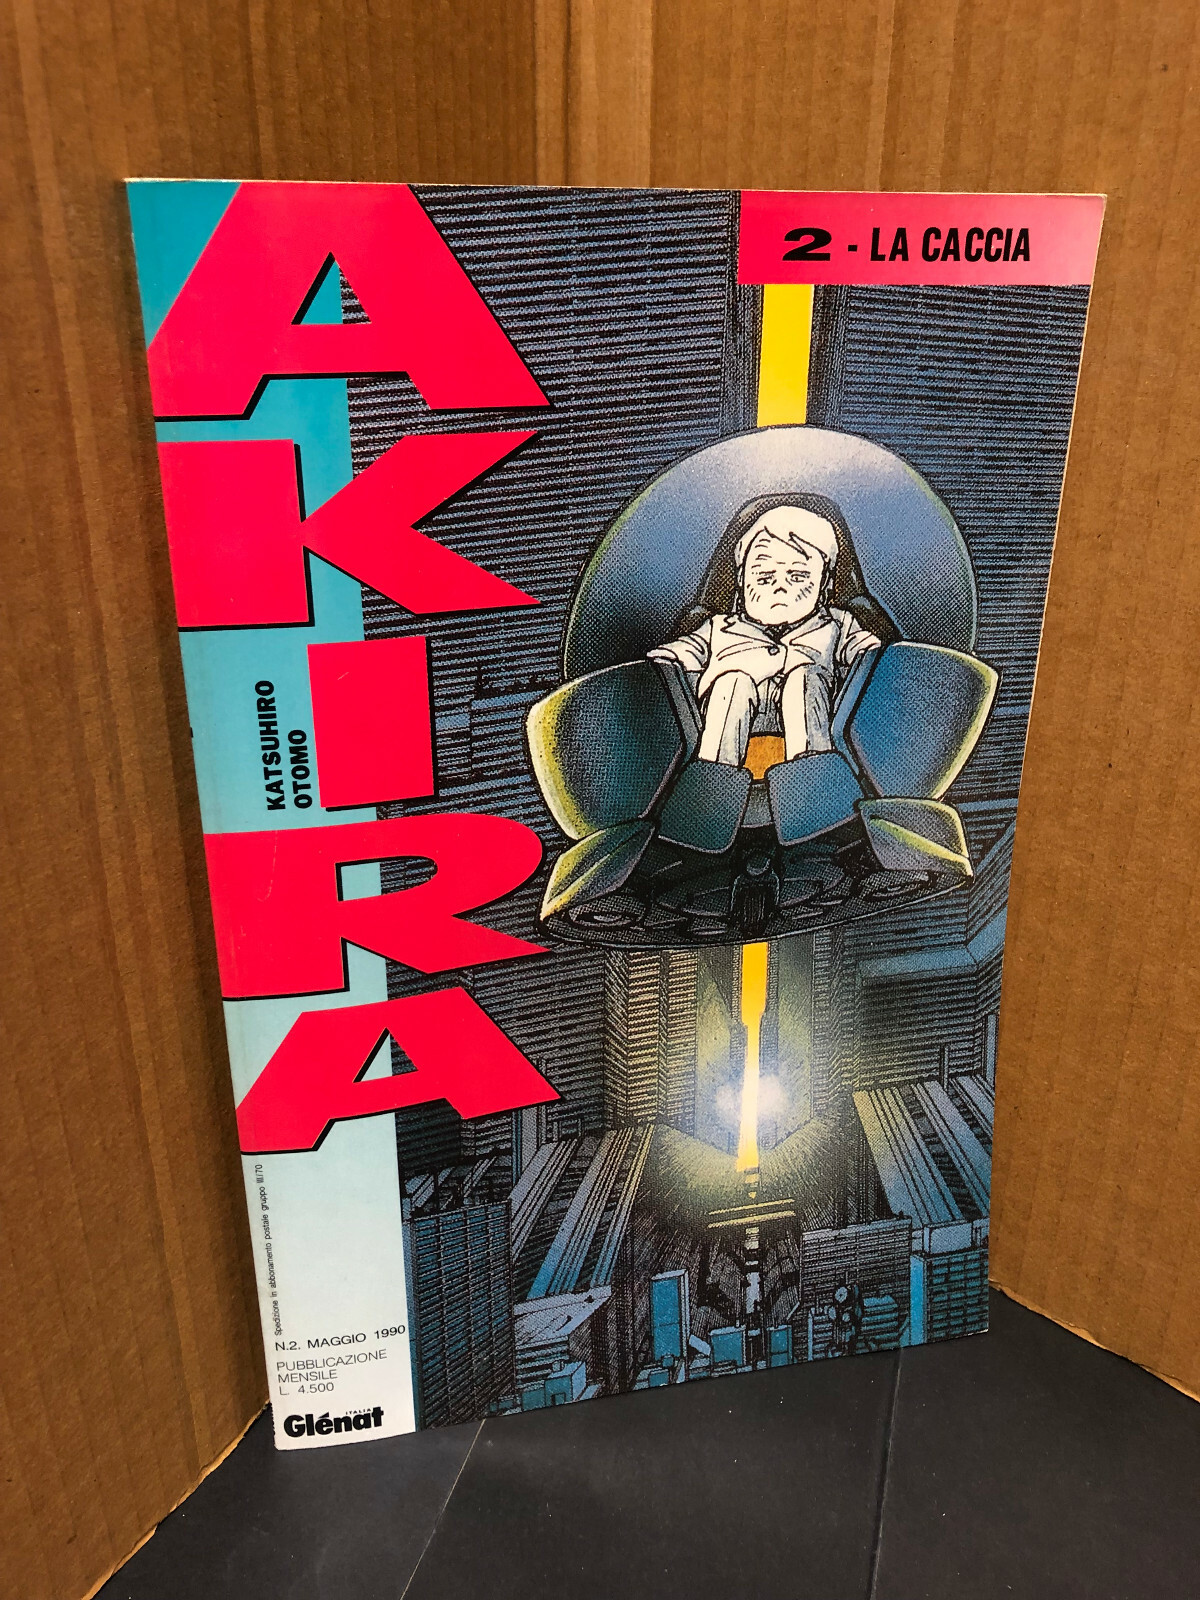 AKIRA
2 - LA CACCIA
KATSUHIRO
OTOMO
Spedizione in abbonamento postale gruppo III/70
N.2. MAGGIO 1990
PUBBLICAZIONE
MENSILE
L. 4.500
ITALIA
Glénat